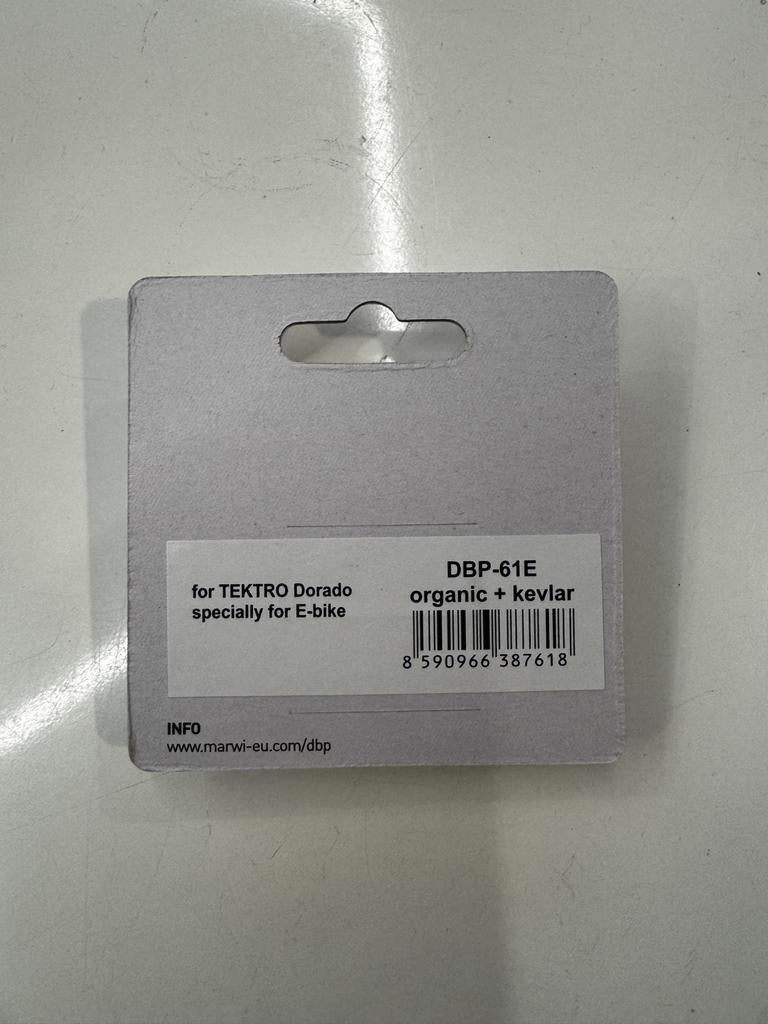 for TEKTRO Dorado
specially for E-bike
DBP-61E
organic + kevlar
8 590966 387618
INFO
www.marwi-eu.com/dbp